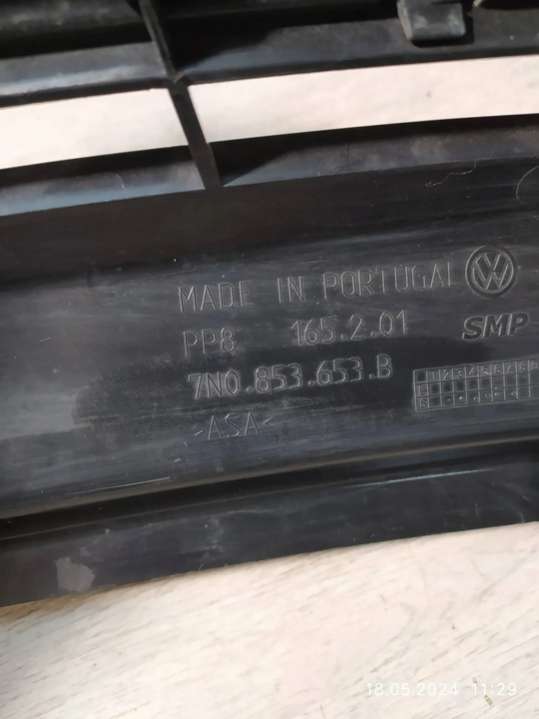 MADE IN PORTUGAL
PP8 165.2.01
SMP
7N0.853.653.B
>ASA<
18.05.2024 11:29